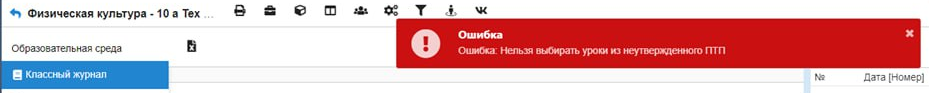 Физическая культура - 10 а Тех ...
Ошибка
Ошибка: Нельзя выбирать уроки из неутвержденного ПТП
Образовательная среда
Классный журнал
№ Дата [Номер]